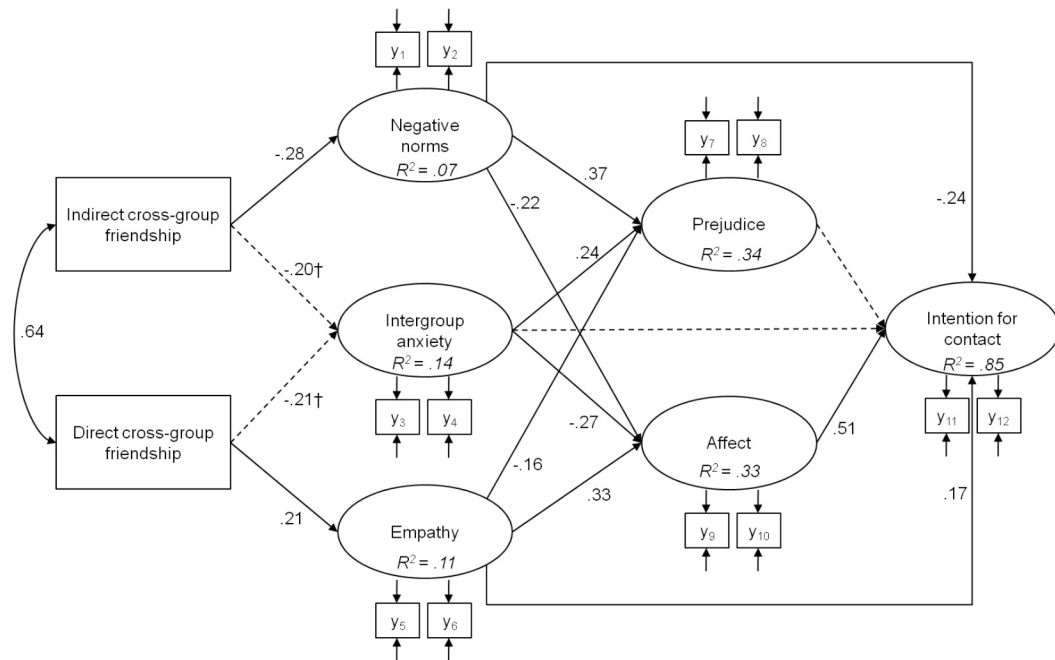 y₁
y₂
Negative
norms
R² = .07
-.28
.37
-.22
y₇
y₈
Prejudice
R² = .34
-.24
Indirect cross-group
friendship
-.20†
.24
.64
Intergroup
anxiety
R² = .14
y₃
y₄
Intention for
contact
R² = .85
y₁₁
y₁₂
-.21†
-.27
-.16
.33
Direct cross-group
friendship
.21
Affect
R² = .33
.51
y₉
y₁₀
.17
Empathy
R² = .11
y₅
y₆